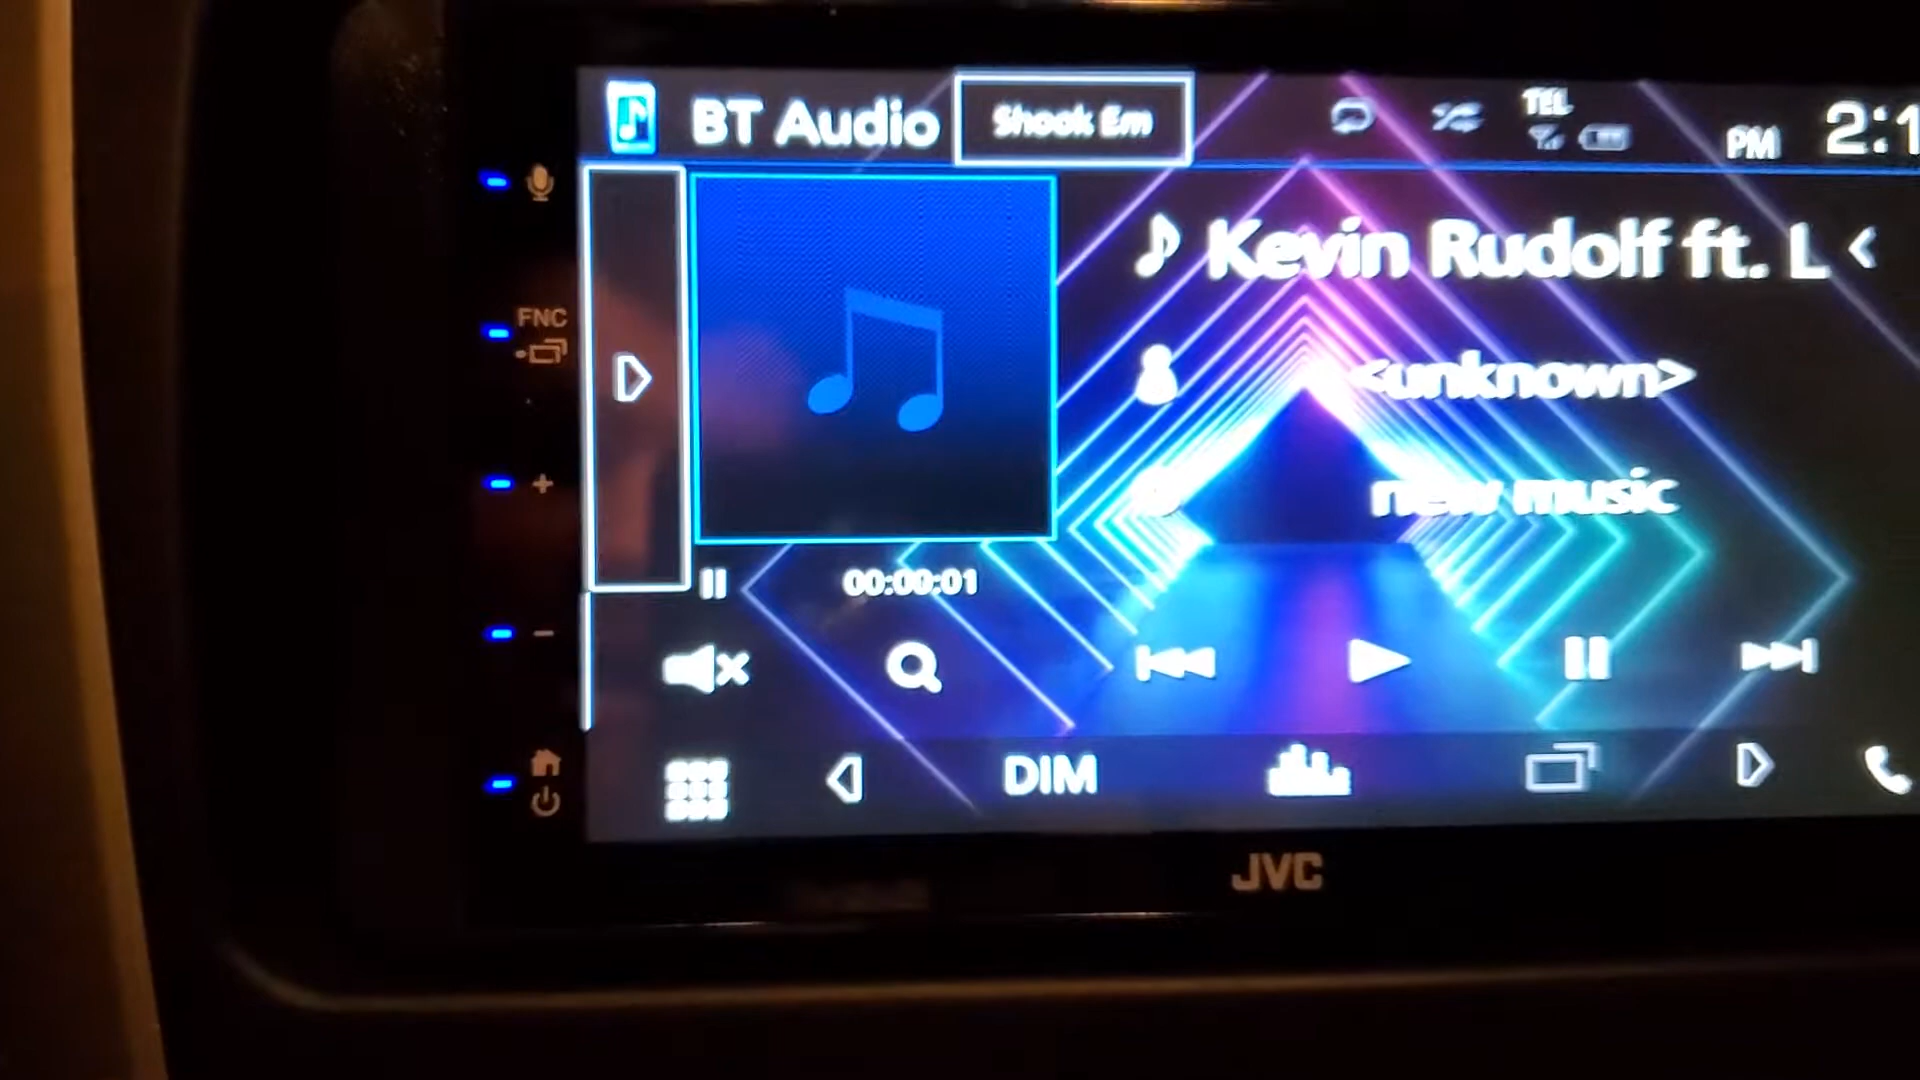 BT Audio Shook Em TEL PM 2:1
Kevin Rudolf ft. L <
FNC
<unknown>
new music
00:00:01
DIM
JVC